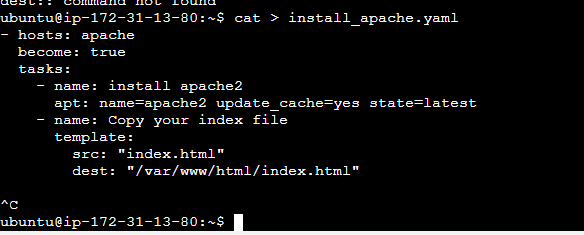 dest:: command not found
ubuntu@ip-172-31-13-80:~$ cat > install_apache.yaml
- hosts: apache
  become: true
  tasks:
    - name: install apache2
      apt: name=apache2 update_cache=yes state=latest
    - name: Copy your index file
      template:
        src: "index.html"
        dest: "/var/www/html/index.html"
^C
ubuntu@ip-172-31-13-80:~$